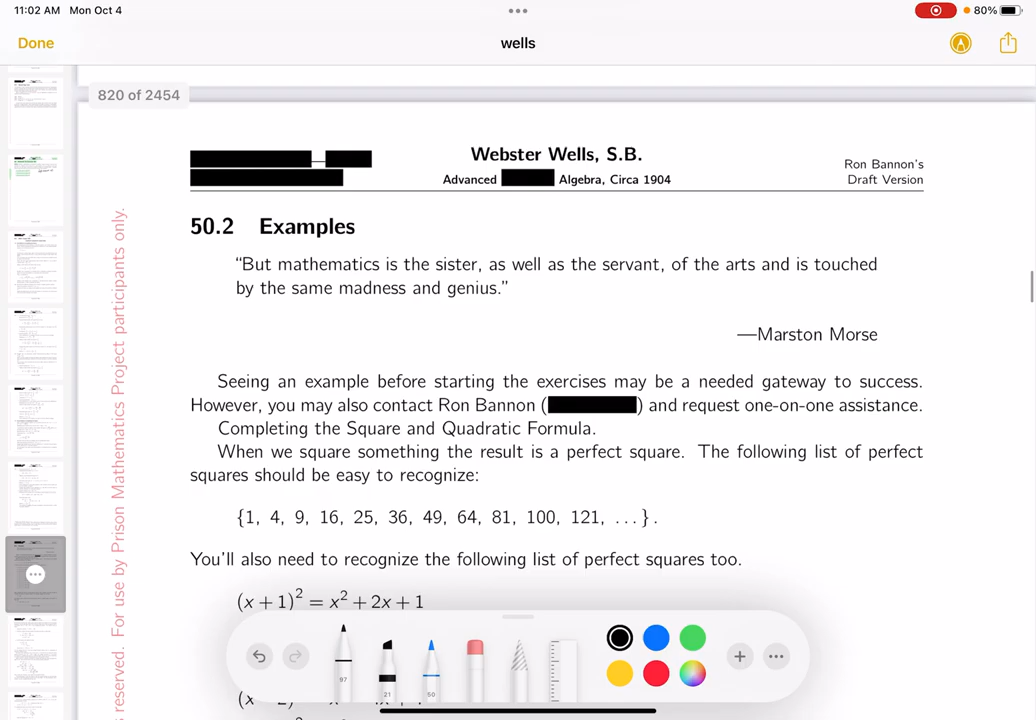 11:02 AM Mon Oct 4
80%
Done
wells
820 of 2454
Webster Wells, S.B.
Advanced Algebra, Circa 1904
Ron Bannon's
Draft Version
s reserved. For use by Prison Mathematics Project participants only.
50.2 Examples
“But mathematics is the sister, as well as the servant, of the arts and is touched
by the same madness and genius.”
—Marston Morse
Seeing an example before starting the exercises may be a needed gateway to success.
However, you may also contact Ron Bannon ( ) and request one-on-one assistance.
Completing the Square and Quadratic Formula.
When we square something the result is a perfect square. The following list of perfect
squares should be easy to recognize:
{1, 4, 9, 16, 25, 36, 49, 64, 81, 100, 121, ...}.
You'll also need to recognize the following list of perfect squares too.
(x + 1)² = x² + 2x + 1
97
21
50